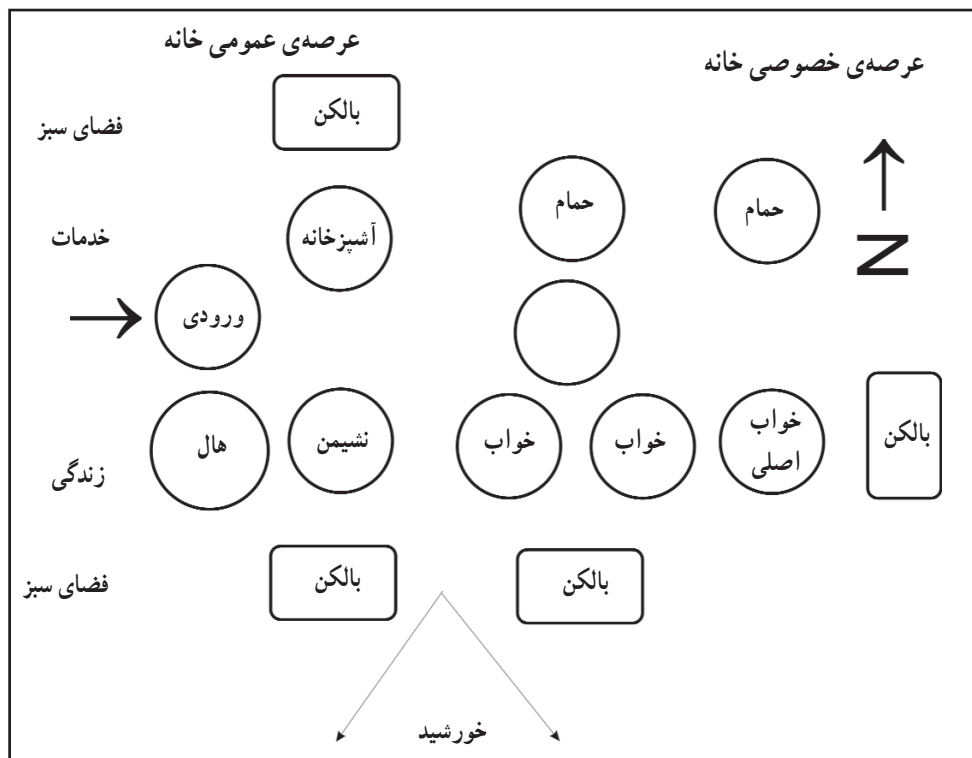 عرصه‌ی عمومی خانه
عرصه‌ی خصوصی خانه
بالکن
فضای سبز
حمام
حمام
آشپزخانه
خدمات
N
ورودی
بالکن
خواب
اصلی
خواب
خواب
نشیمن
هال
زندگی
بالکن
بالکن
فضای سبز
خورشید